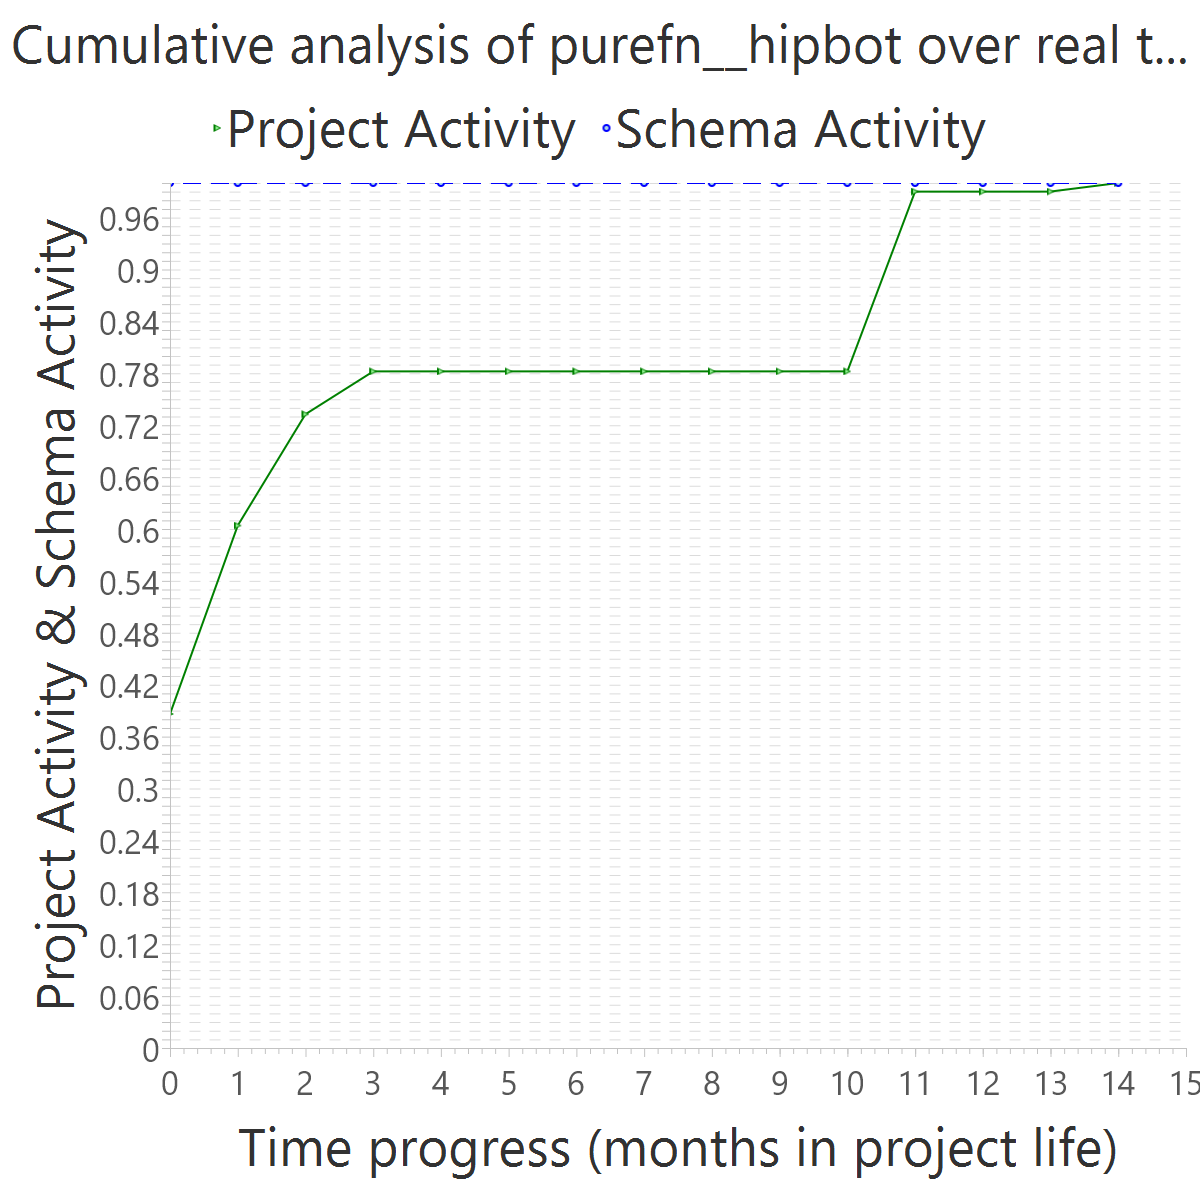 Cumulative analysis of purefn__hipbot over real t...
Project Activity
Schema Activity
Project Activity & Schema Activity
0.96
0.9
0.84
0.78
0.72
0.66
0.6
0.54
0.48
0.42
0.36
0.3
0.24
0.18
0.12
0.06
0
0 1 2 3 4 5 6 7 8 9 10 11 12 13 14 15
Time progress (months in project life)